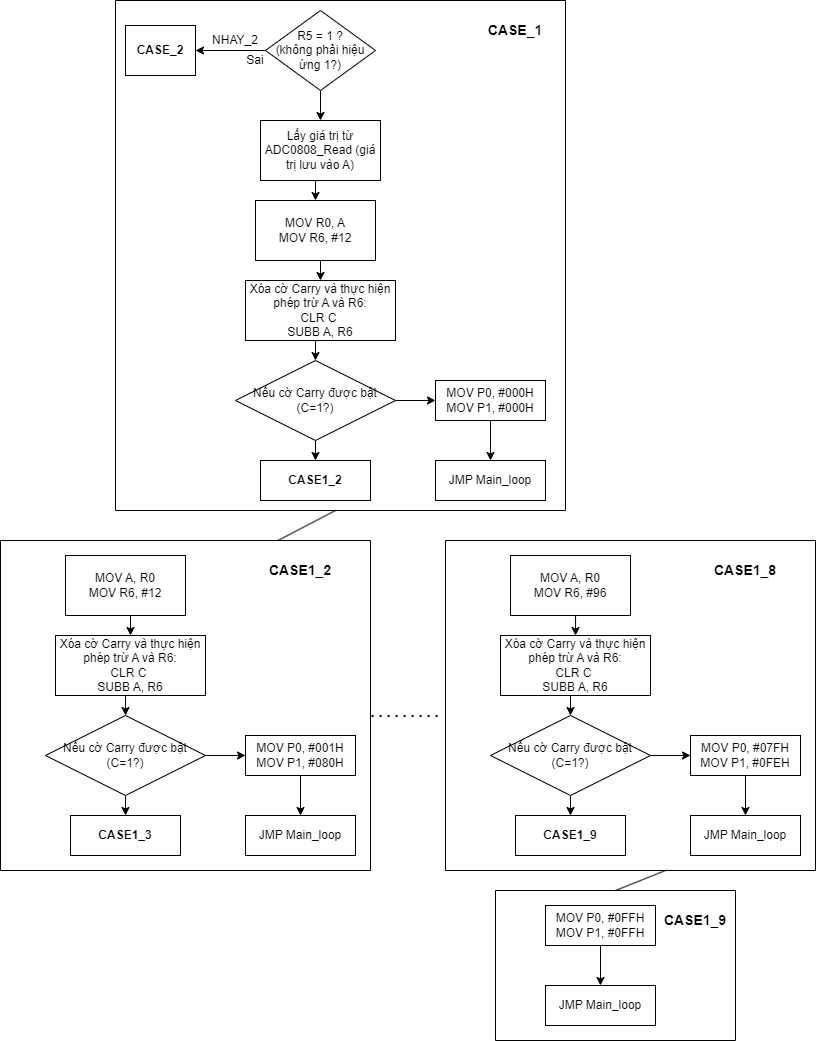 CASE_1
R5 = 1 ?
(không phải hiệu
ứng 1?)
NHAY_2
Sai
CASE_2
Lấy giá trị từ
ADC0808_Read (giá
trị lưu vào A)
MOV R0, A
MOV R6, #12
Xóa cờ Carry và thực hiện
phép trừ A và R6:
CLR C
SUBB A, R6
Nếu cờ Carry được bật
(C=1?)
MOV P0, #000H
MOV P1, #000H
CASE1_2
JMP Main_loop
CASE1_2
MOV A, R0
MOV R6, #12
Xóa cờ Carry và thực hiện
phép trừ A và R6:
CLR C
SUBB A, R6
Nếu cờ Carry được bật
(C=1?)
MOV P0, #001H
MOV P1, #080H
CASE1_3
JMP Main_loop
CASE1_8
MOV A, R0
MOV R6, #96
Xóa cờ Carry và thực hiện
phép trừ A và R6:
CLR C
SUBB A, R6
Nếu cờ Carry được bật
(C=1?)
MOV P0, #07FH
MOV P1, #0FEH
CASE1_9
JMP Main_loop
CASE1_9
MOV P0, #0FFH
MOV P1, #0FFH
JMP Main_loop